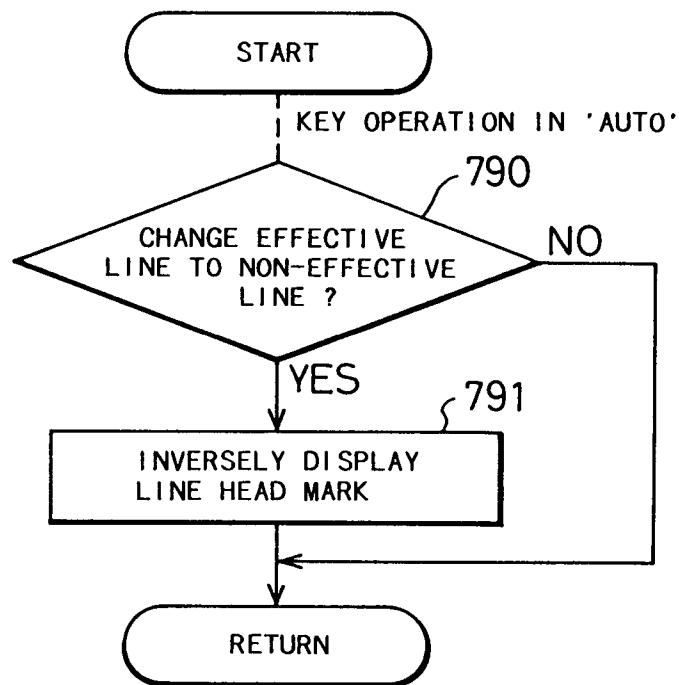 START
KEY OPERATION IN 'AUTO'
790
CHANGE EFFECTIVE
LINE TO NON-EFFECTIVE
LINE ?
NO
YES
791
INVERSELY DISPLAY
LINE HEAD MARK
RETURN